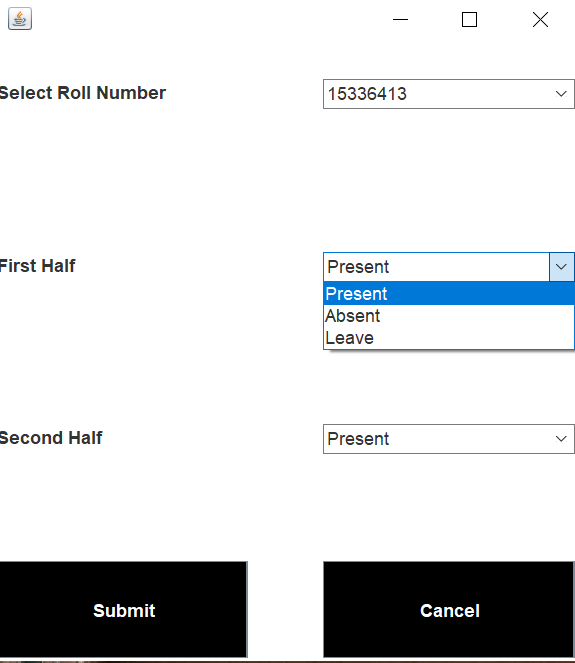 Select Roll Number
15336413
First Half
Present
Present
Absent
Leave
Second Half
Present
Submit
Cancel